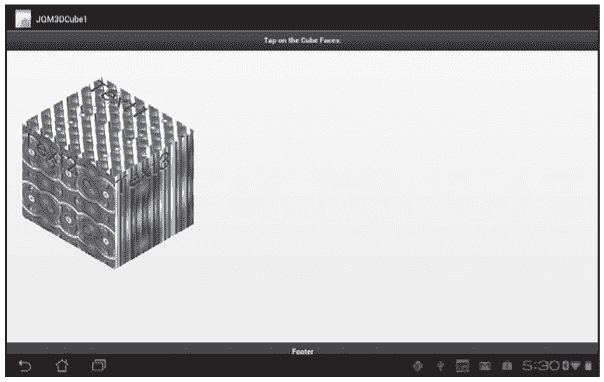 JQM3DCube1
Tap on the Cube Faces:
Text1
Text2
Text3
Footer
5:30